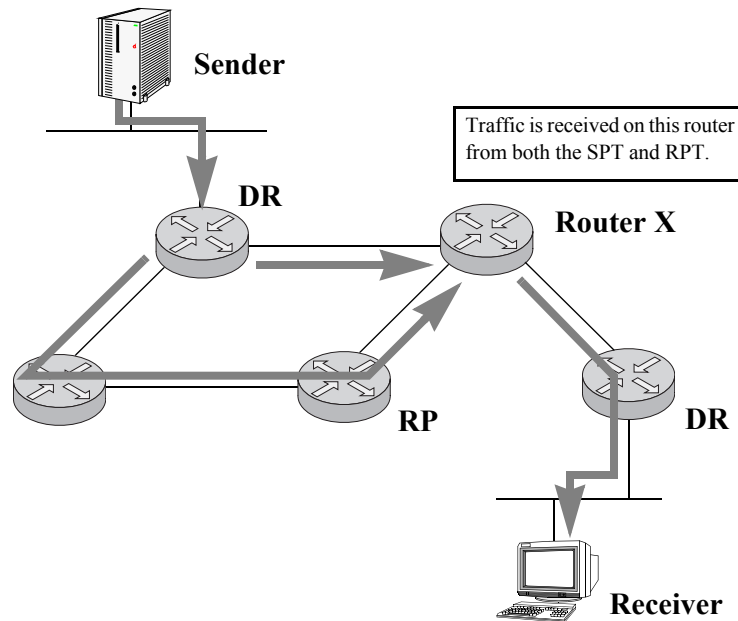 Sender
Traffic is received on this router
from both the SPT and RPT.
DR
Router X
RP
DR
Receiver